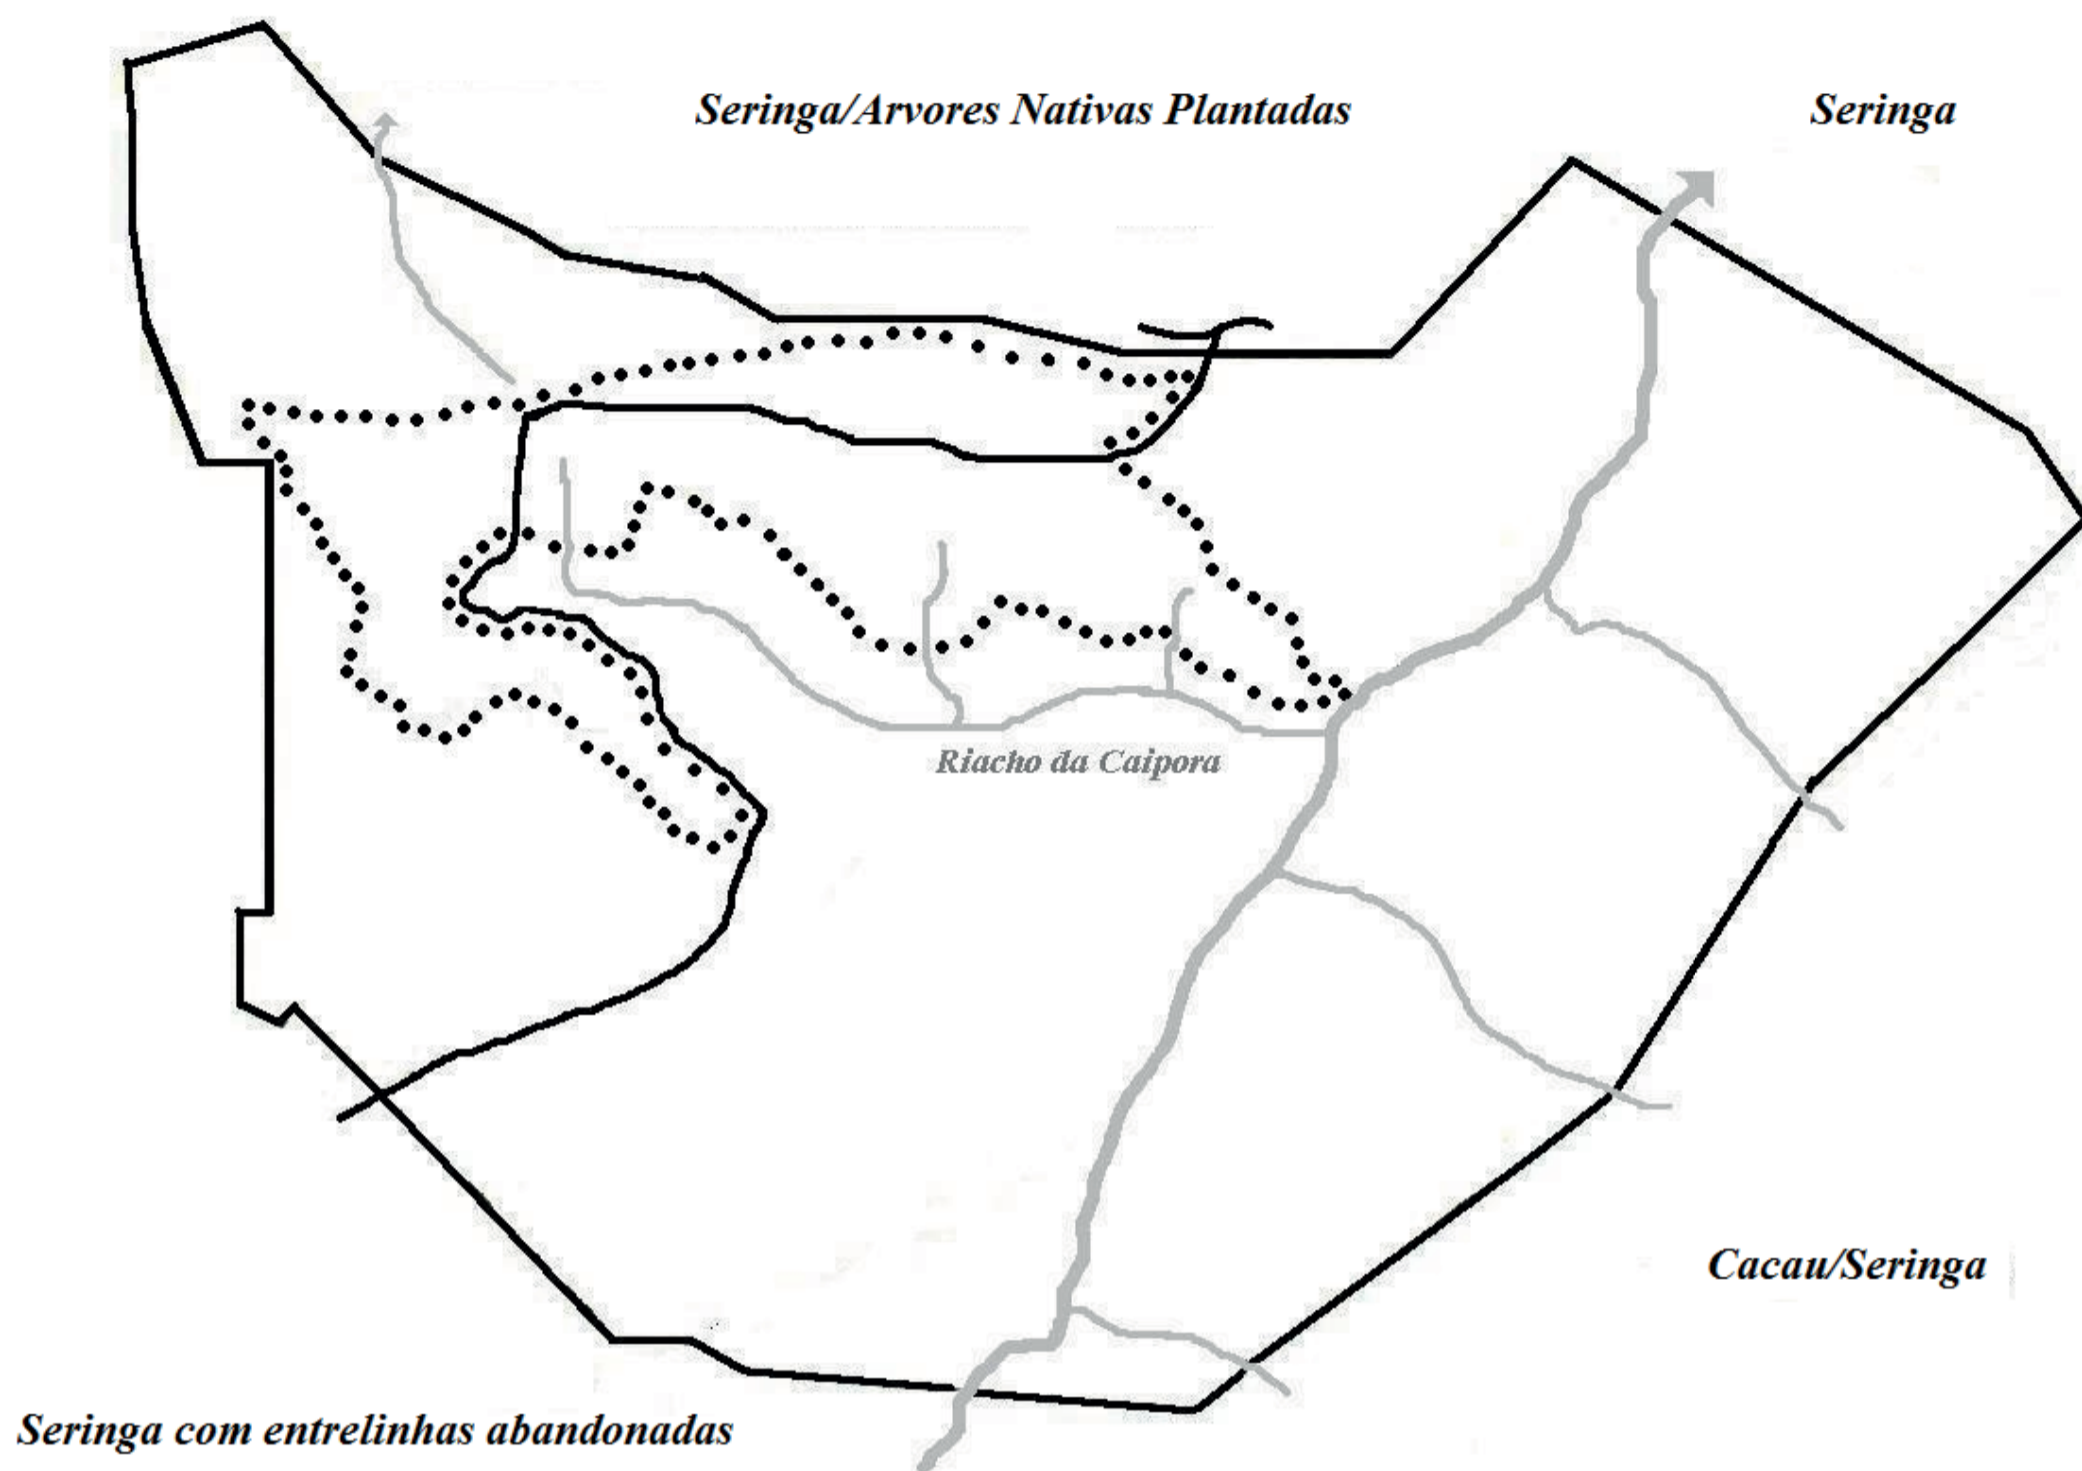 Seringa/Arvores Nativas Plantadas
Seringa
Riacho da Caipora
Cacau/Seringa
Seringa com entrelinhas abandonadas